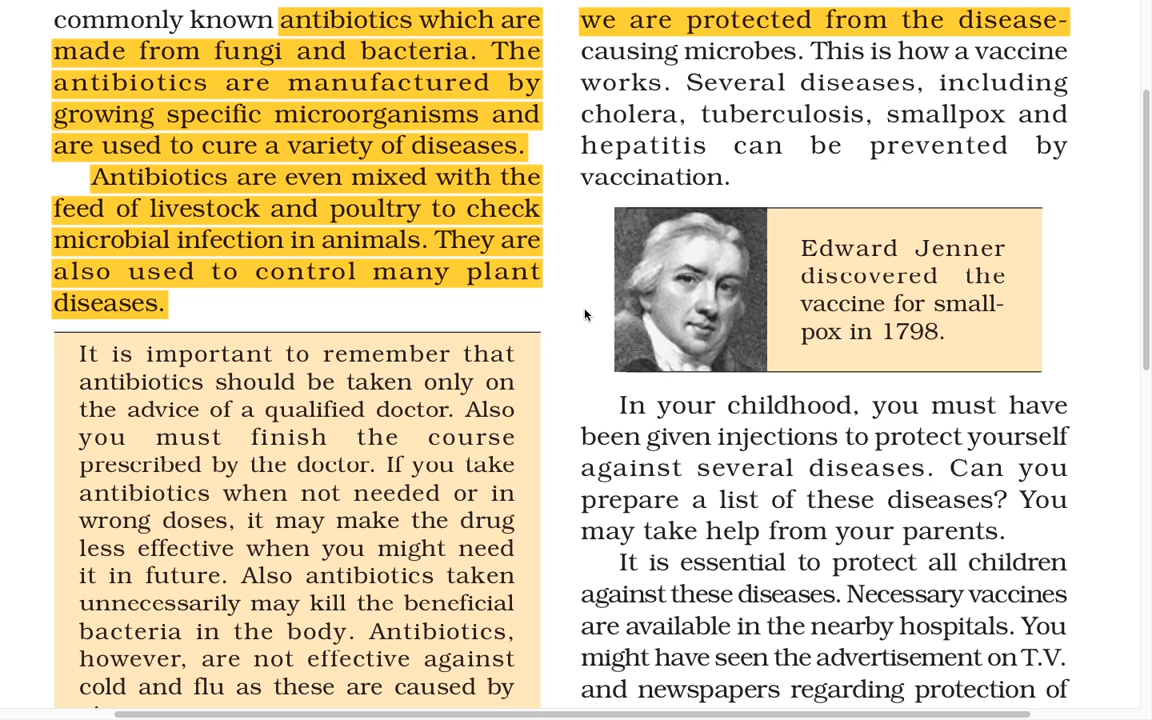 commonly known antibiotics which are
made from fungi and bacteria. The
antibiotics are manufactured by
growing specific microorganisms and
are used to cure a variety of diseases.
Antibiotics are even mixed with the
feed of livestock and poultry to check
microbial infection in animals. They are
also used to control many plant
diseases.
It is important to remember that
antibiotics should be taken only on
the advice of a qualified doctor. Also
you must finish the course
prescribed by the doctor. If you take
antibiotics when not needed or in
wrong doses, it may make the drug
less effective when you might need
it in future. Also antibiotics taken
unnecessarily may kill the beneficial
bacteria in the body. Antibiotics,
however, are not effective against
cold and flu as these are caused by
we are protected from the disease-
causing microbes. This is how a vaccine
works. Several diseases, including
cholera, tuberculosis, smallpox and
hepatitis can be prevented by
vaccination.
Edward Jenner
discovered the
vaccine for small-
pox in 1798.
In your childhood, you must have
been given injections to protect yourself
against several diseases. Can you
prepare a list of these diseases? You
may take help from your parents.
It is essential to protect all children
against these diseases. Necessary vaccines
are available in the nearby hospitals. You
might have seen the advertisement on T.V.
and newspapers regarding protection of